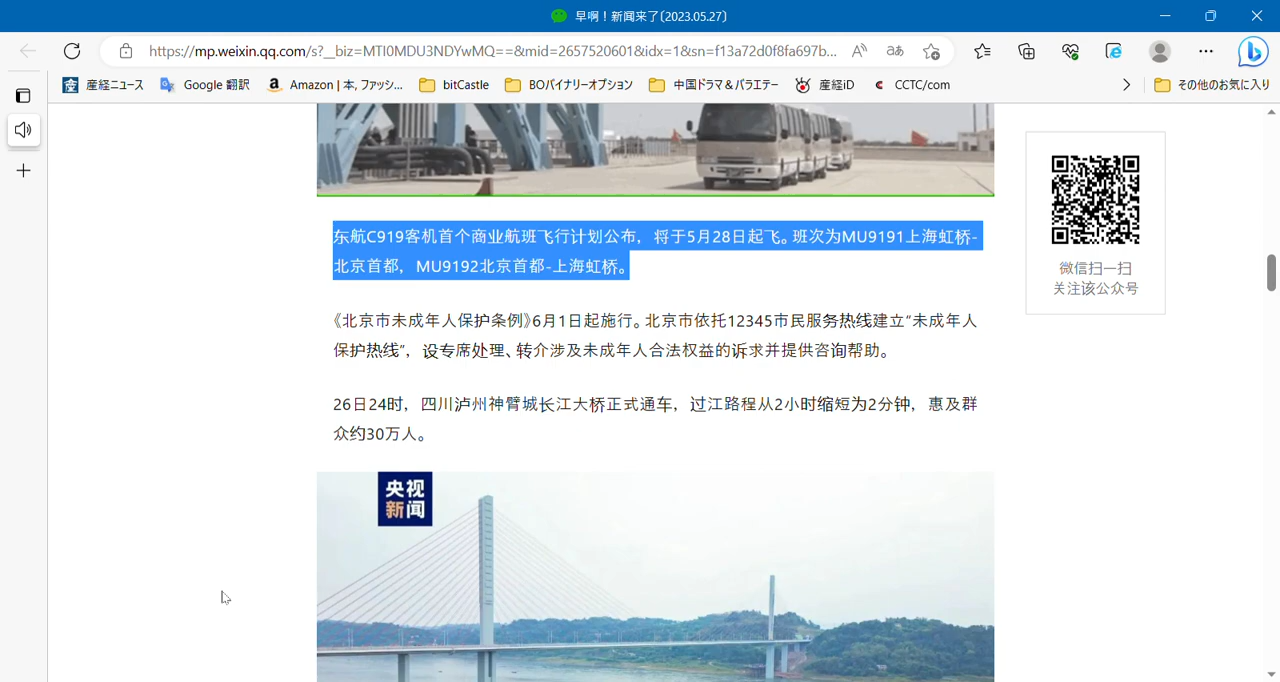 早啊！新闻来了〔2023.05.27〕
https://mp.weixin.qq.com/s?__biz=MTI0MDU3NDYwMQ==&mid=2657520601&idx=1&sn=f13a72d0f8fa697b...
産経ニュース
Google 翻訳
Amazon | 本, ファッシ...
bitCastle
BOバイナリーオプション
中国ドラマ＆バラエテー
産経iD
CCTC/com
その他のお気に入り
东航C919客机首个商业航班飞行计划公布，将于5月28日起飞。班次为MU9191上海虹桥-
北京首都，MU9192北京首都-上海虹桥。
《北京市未成年人保护条例》6月1日起施行。北京市依托12345市民服务热线建立“未成年人
保护热线”，设专席处理、转介涉及未成年人合法权益的诉求并提供咨询帮助。
26日24时，四川泸州神臂城长江大桥正式通车，过江路程从2小时缩短为2分钟，惠及群
众约30万人。
央视
新闻
微信扫一扫
关注该公众号